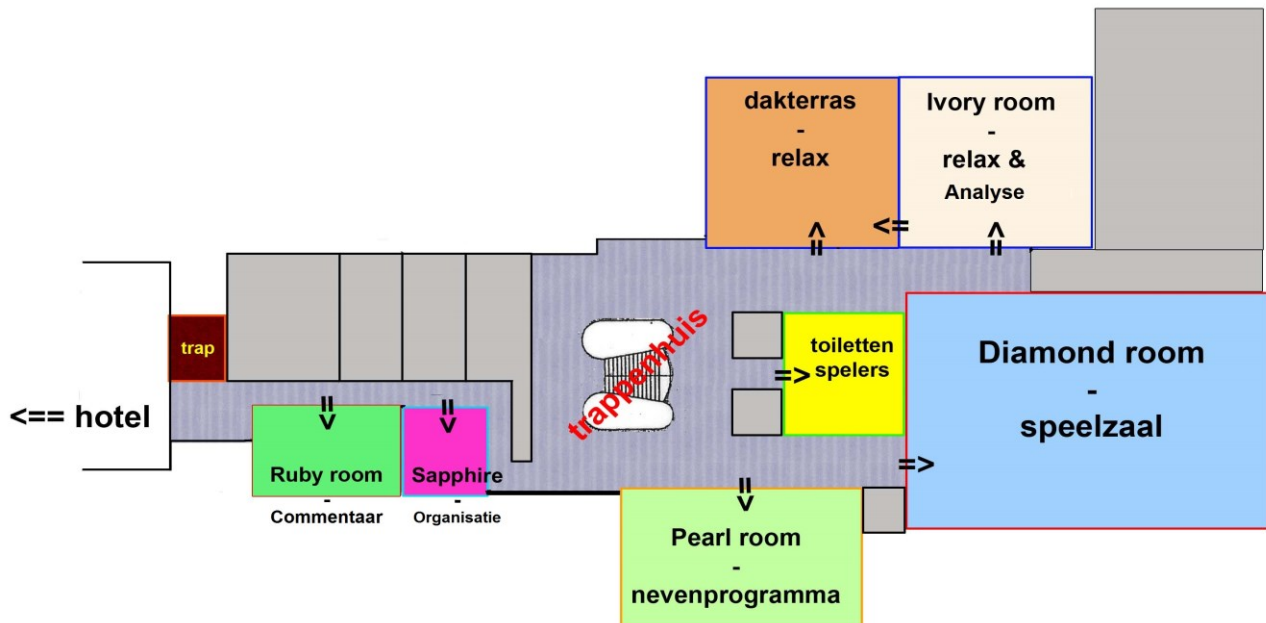 dakterras
-
relax
Ivory room
-
relax &
Analyse
<=
=>
=>
trap
trappenhuis
toiletten
spelers
=>
Diamond room
-
speelzaal
<== hotel
=>
=>
Ruby room
-
Commentaar
Sapphire
-
Organisatie
=>
=>
Pearl room
-
nevenprogramma